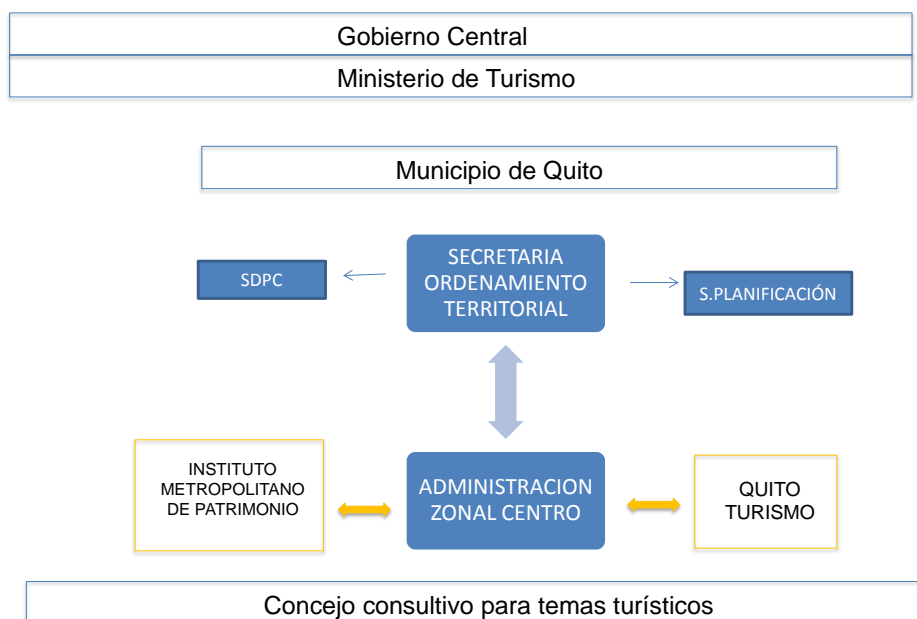 Gobierno Central
Ministerio de Turismo
Municipio de Quito
SECRETARIA
ORDENAMIENTO
TERRITORIAL
SDPC
S.PLANIFICACIÓN
INSTITUTO
METROPOLITANO
DE PATRIMONIO
ADMINISTRACION
ZONAL CENTRO
QUITO
TURISMO
Concejo consultivo para temas turísticos